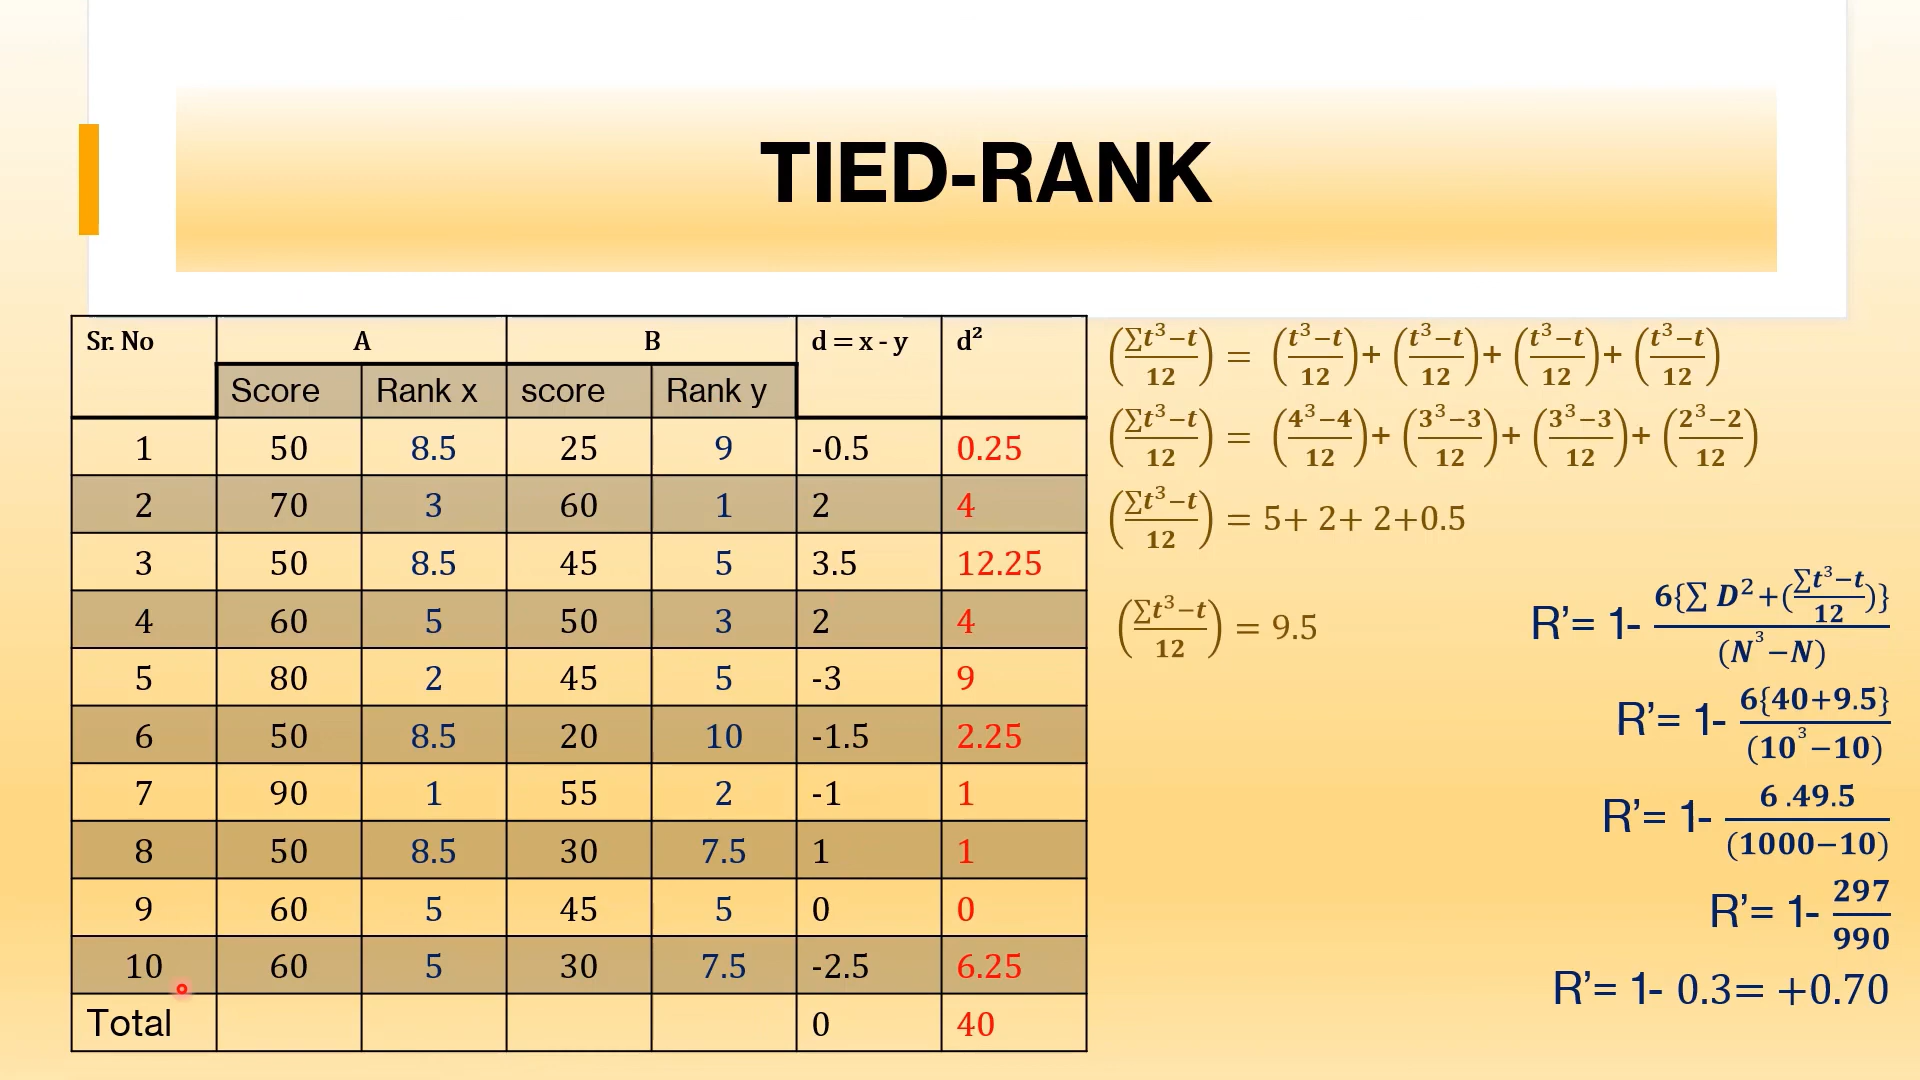 TIED-RANK
Sr. No A B d = x - y d²
Score Rank x score Rank y
1 50 8.5 25 9 -0.5 0.25
2 70 3 60 1 2 4
3 50 8.5 45 5 3.5 12.25
4 60 5 50 3 2 4
5 80 2 45 5 -3 9
6 50 8.5 20 10 -1.5 2.25
7 90 1 55 2 -1 1
8 50 8.5 30 7.5 1 1
9 60 5 45 5 0 0
10 60 5 30 7.5 -2.5 6.25
Total 0 40
(∑t³−t/12) = (t³−t/12)+ (t³−t/12)+ (t³−t/12)+ (t³−t/12)
(∑t³−t/12) = (4³−4/12)+ (3³−3/12)+ (3³−3/12)+ (2³−2/12)
(∑t³−t/12) = 5+ 2+ 2+0.5
(∑t³−t/12) = 9.5
R’= 1- 6{∑ D²+(∑t³−t/12)}/(N³−N)
R’= 1- 6{40+9.5}/(10³−10)
R’= 1- 6 .49.5/(1000−10)
R’= 1- 297/990
R’= 1- 0.3= +0.70